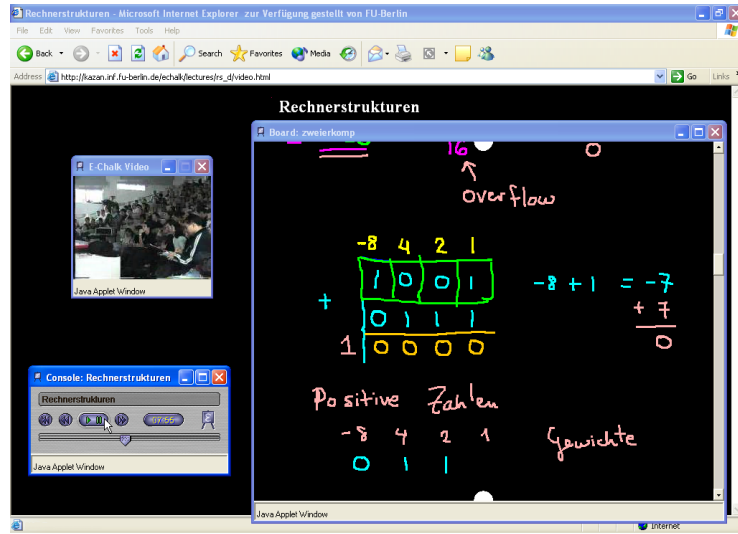 Rechnerstrukturen - Microsoft Internet Explorer zur Verfügung gestellt von FU-Berlin
File Edit View Favorites Tools Help
Back Search Favorites Media
Address http://kazan.inf.fu-berlin.de/echalk/lectures/rs_d/video.html Go Links
Rechnerstrukturen
E-Chalk Video
Java Applet Window
Console: Rechnerstrukturen
Rechnerstrukturen
Java Applet Window
Board: zweierkomp
16 0
overflow
-8 4 2 1
1 0 0 1 -8 + 1 = -7
+ 0 1 1 1 + 7
1 0 0 0 0 0
Positive Zahlen
-8 4 2 1 Gewichte
0 1 1
Java Applet Window
Internet